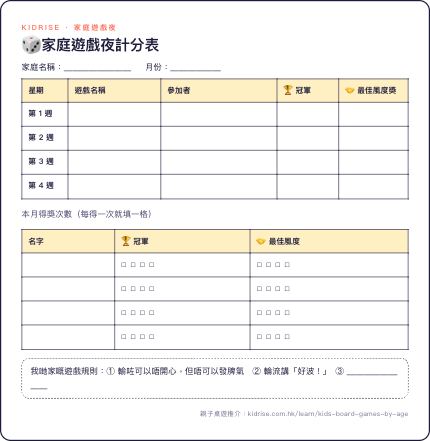 KIDRISE · 家庭遊戲夜
🎲家庭遊戲夜計分表
家庭名稱：______________ 月份：___________
星期 遊戲名稱 參加者 🏆 冠軍 🤝 最佳風度獎
第 1 週
第 2 週
第 3 週
第 4 週
本月得獎次數（每得一次就填一格）
名字 🏆 冠軍 🤝 最佳風度
□ □ □ □ □ □ □ □
□ □ □ □ □ □ □ □
□ □ □ □ □ □ □ □
□ □ □ □ □ □ □ □
我哋家嘅遊戲規則：① 輸咗可以唔開心，但唔可以發脾氣 ② 輪流講「好波！」 ③ ____________
____
親子桌遊推介：kidrise.com.hk/learn/kids-board-games-by-age